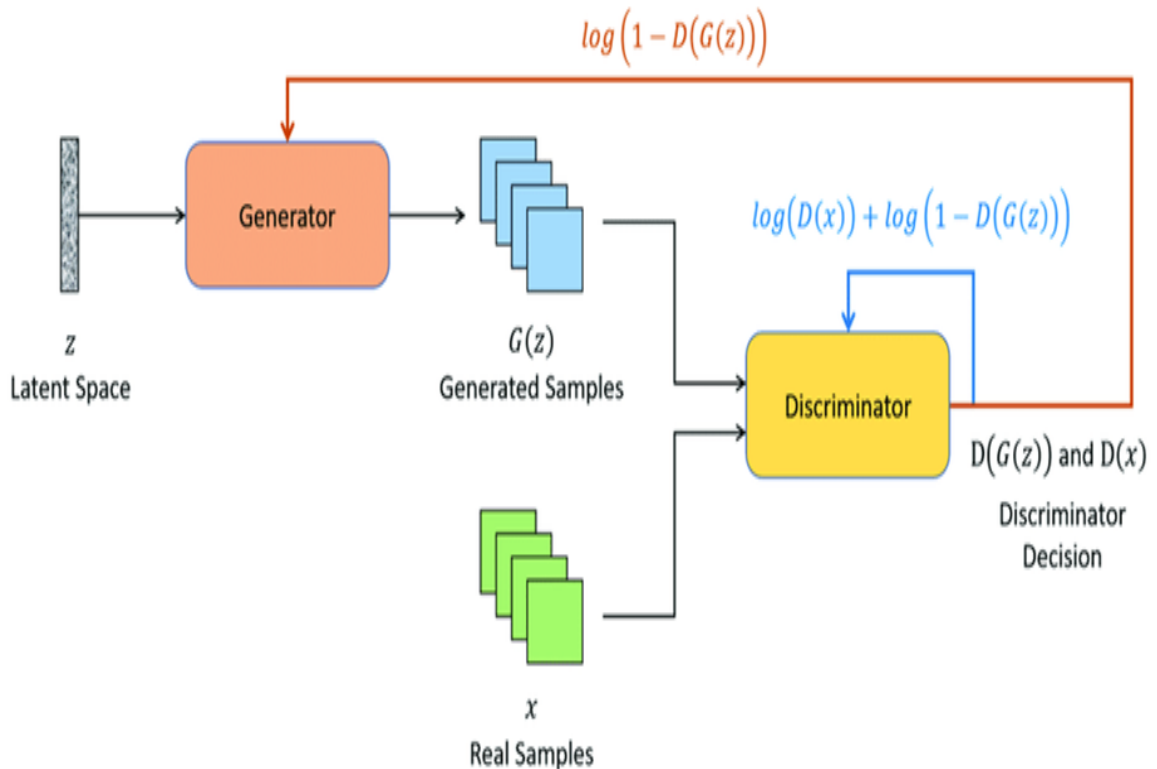 log(1 − D(G(z)))
Generator
log(D(x)) + log(1 − D(G(z)))
z
Latent Space
G(z)
Generated Samples
Discriminator
D(G(z)) and D(x)
Discriminator
Decision
x
Real Samples